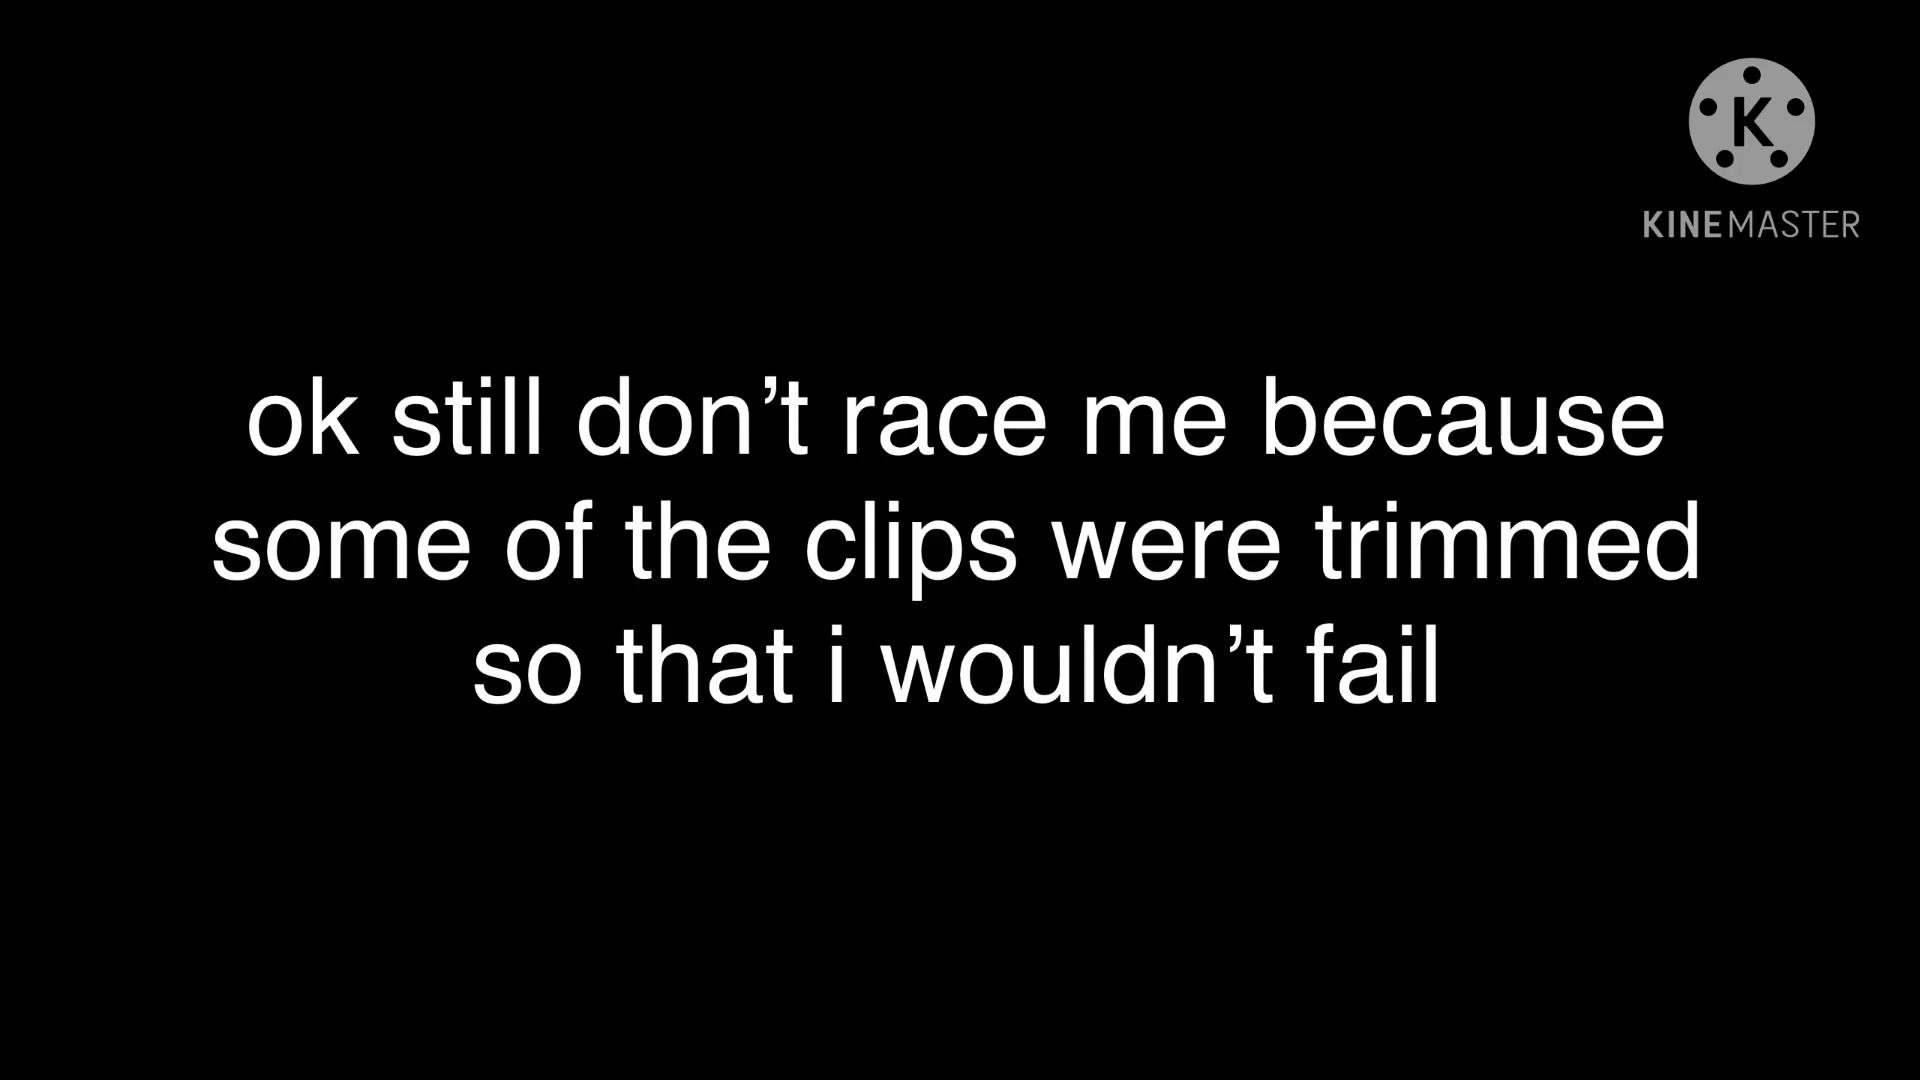 K
KINEMASTER
ok still don’t race me because
some of the clips were trimmed
so that i wouldn’t fail